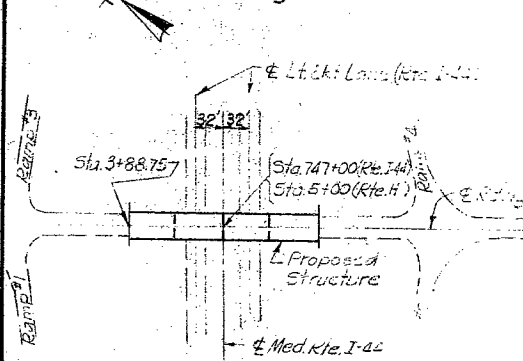 ℄ Lt. Lane (Rte. I-44)
32' 32'
Ramp #3
Sta. 3+88.757
Sta. 747+00 (Rte. I-44)
Sta. 5+00 (Rte. H)
Ramp #4
℄
Proposed
Structure
Ramp #1
℄ Med. Rte. I-44